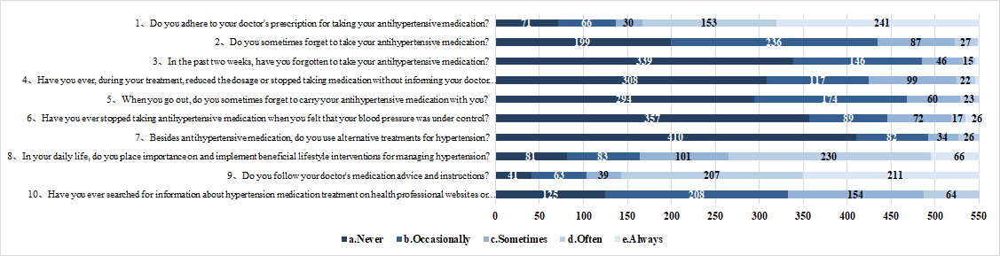 1、Do you adhere to your doctor's prescription for taking your antihypertensive medication? 71 66 30 153 241
2、Do you sometimes forget to take your antihypertensive medication? 199 236 87 27
3、In the past two weeks, have you forgotten to take your antihypertensive medication? 339 146 46 15
4、Have you ever, during your treatment, reduced the dosage or stopped taking medication without informing your doctor... 308 117 99 22
5、When you go out, do you sometimes forget to carry your antihypertensive medication with you? 294 174 60 23
6、Have you ever stopped taking antihypertensive medication when you felt that your blood pressure was under control? 357 89 72 17 26
7、Besides antihypertensive medication, do you use alternative treatments for hypertension? 410 82 34 26
8、In your daily life, do you place importance on and implement beneficial lifestyle interventions for managing hypertension? 81 83 101 230 66
9、Do you follow your doctor's medication advice and instructions? 41 63 39 207 211
10、Have you ever searched for information about hypertension medication treatment on health professional websites or... 125 208 154 64
0 50 100 150 200 250 300 350 400 450 500 550
a.Never b.Occasionally c.Sometimes d.Often e.Always